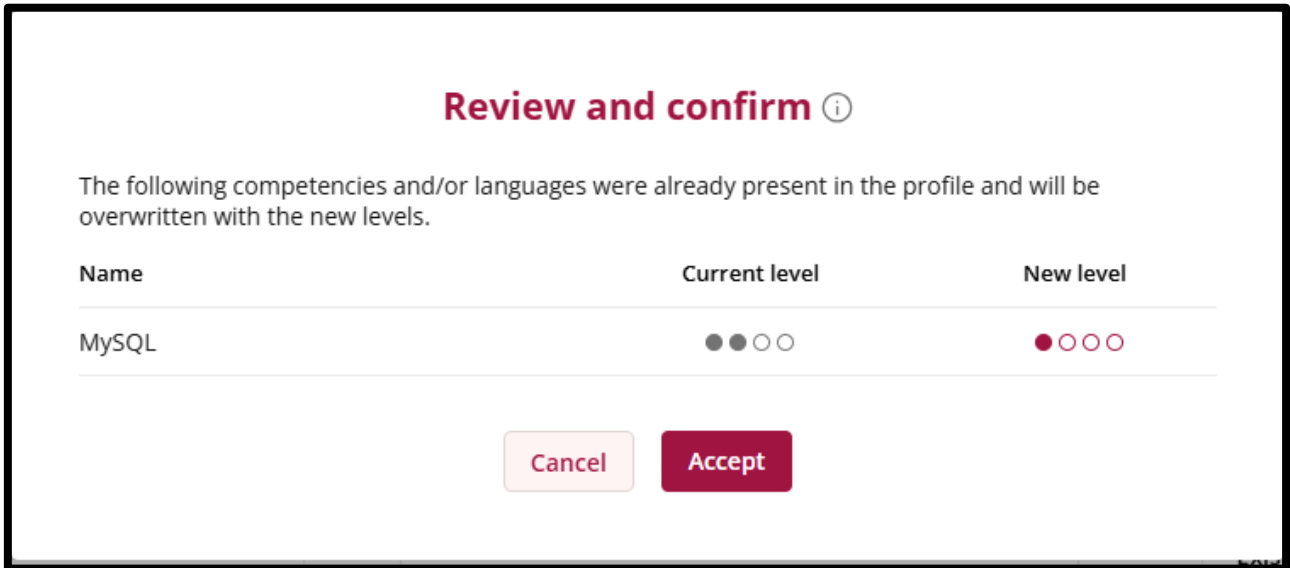 Review and confirm
The following competencies and/or languages were already present in the profile and will be
overwritten with the new levels.
Name Current level New level
MySQL
Cancel Accept